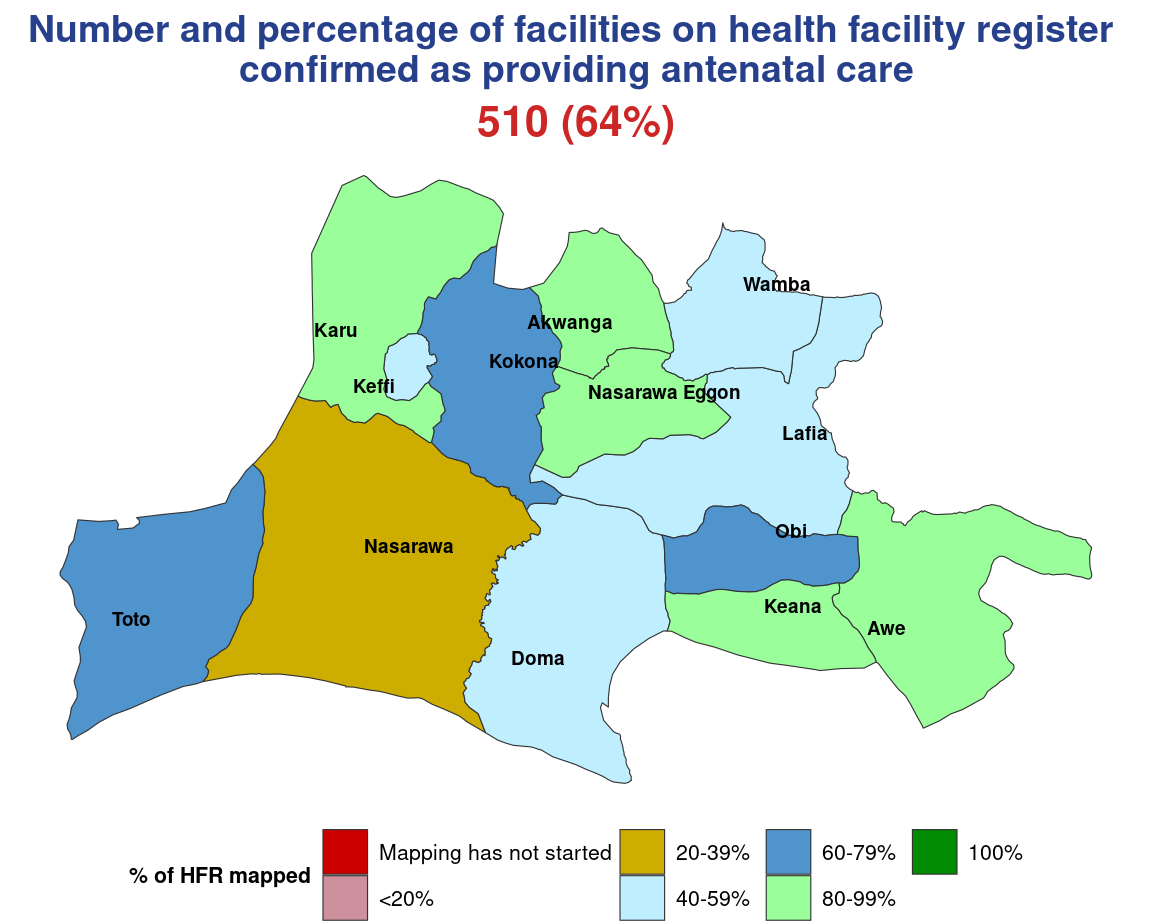 Number and percentage of facilities on health facility register
confirmed as providing antenatal care
510 (64%)
Wamba
Akwanga
Karu
Kokona
Keffi
Nasarawa Eggon
Lafia
Obi
Nasarawa
Keana
Toto
Awe
Doma
% of HFR mapped
Mapping has not started
20-39%
60-79%
100%
<20%
40-59%
80-99%